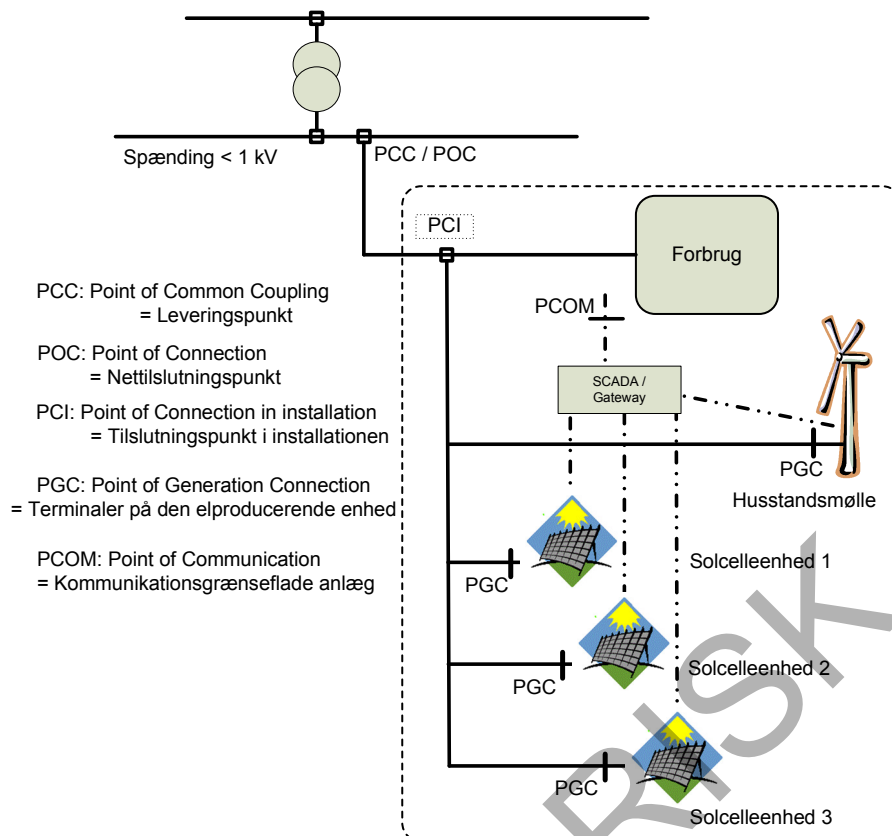 Spænding < 1 kV
PCC / POC
PCI
Forbrug
PCC: Point of Common Coupling
= Leveringspunkt
POC: Point of Connection
= Nettilslutningspunkt
PCI: Point of Connection in installation
= Tilslutningspunkt i installationen
PGC: Point of Generation Connection
= Terminaler på den elproducerende enhed
PCOM: Point of Communication
= Kommunikationsgrænseflade anlæg
PCOM
SCADA /
Gateway
PGC
Husstandsmølle
Solcelleenhed 1
PGC
Solcelleenhed 2
PGC
PGC
Solcelleenhed 3
RISK